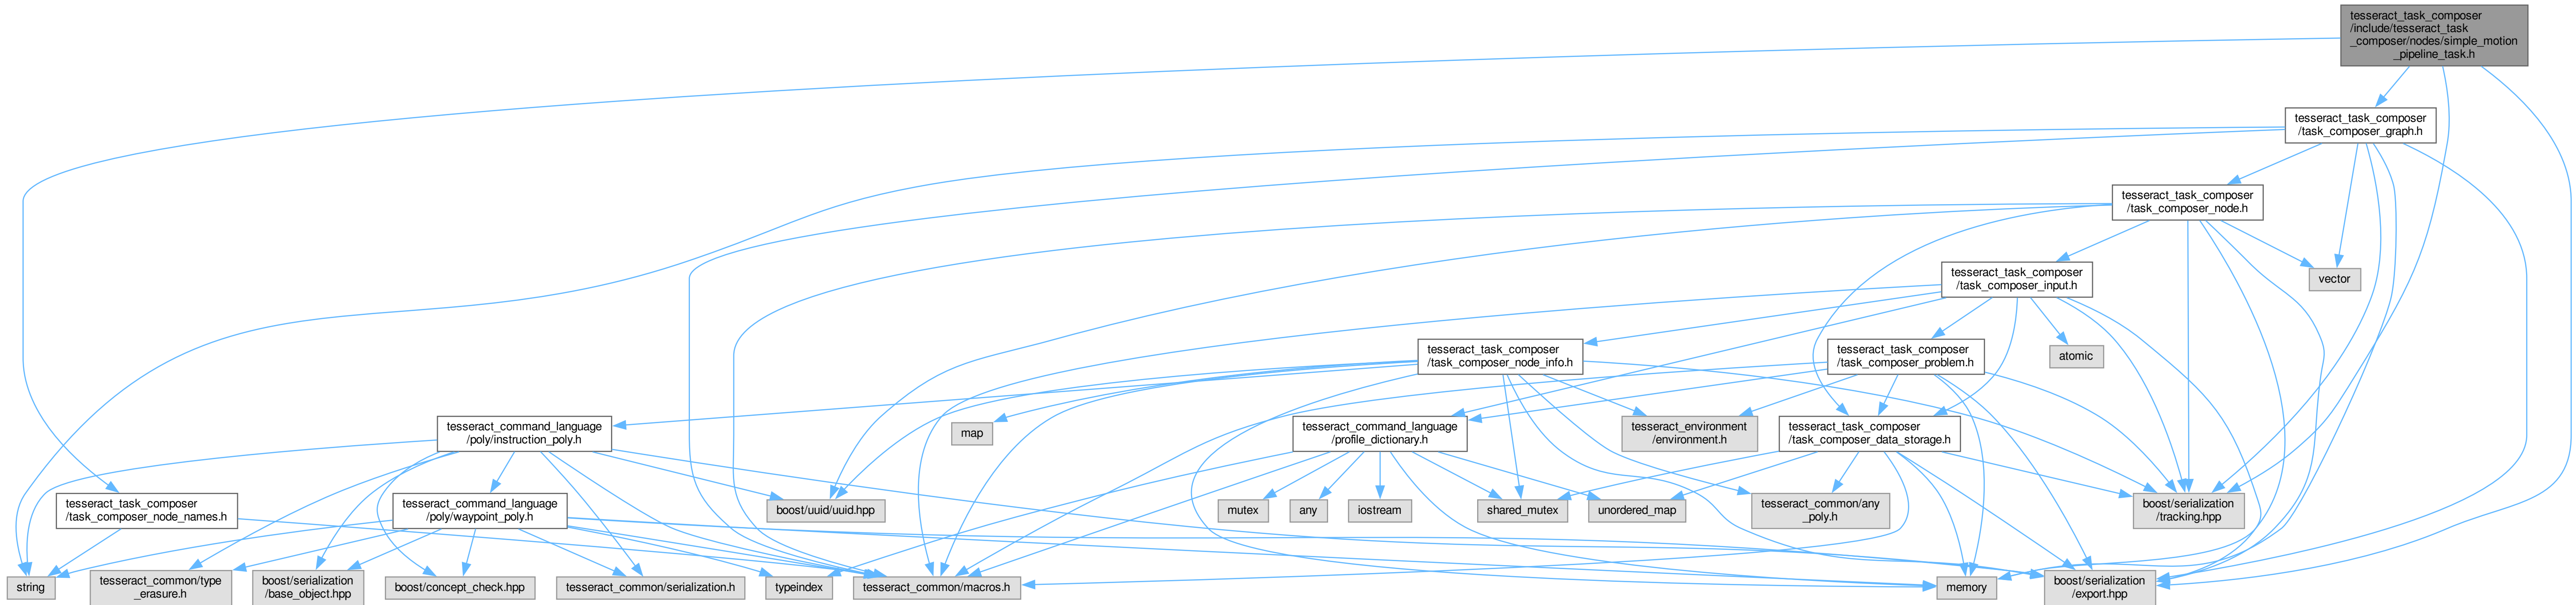 tesseract_task_composer
/include/tesseract_task
_composer/nodes/simple_motion
_pipeline_task.h
tesseract_task_composer
/task_composer_graph.h
tesseract_task_composer
/task_composer_node.h
tesseract_task_composer
/task_composer_input.h
vector
tesseract_task_composer
/task_composer_node_info.h
tesseract_task_composer
/task_composer_problem.h
atomic
tesseract_command_language
/poly/instruction_poly.h
map
tesseract_command_language
/profile_dictionary.h
tesseract_environment
/environment.h
tesseract_task_composer
/task_composer_data_storage.h
tesseract_task_composer
/task_composer_node_names.h
tesseract_command_language
/poly/waypoint_poly.h
boost/uuid/uuid.hpp
mutex
any
iostream
shared_mutex
unordered_map
tesseract_common/any
_poly.h
boost/serialization
/tracking.hpp
string
tesseract_common/type
_erasure.h
boost/serialization
/base_object.hpp
boost/concept_check.hpp
tesseract_common/serialization.h
typeindex
tesseract_common/macros.h
memory
boost/serialization
/export.hpp